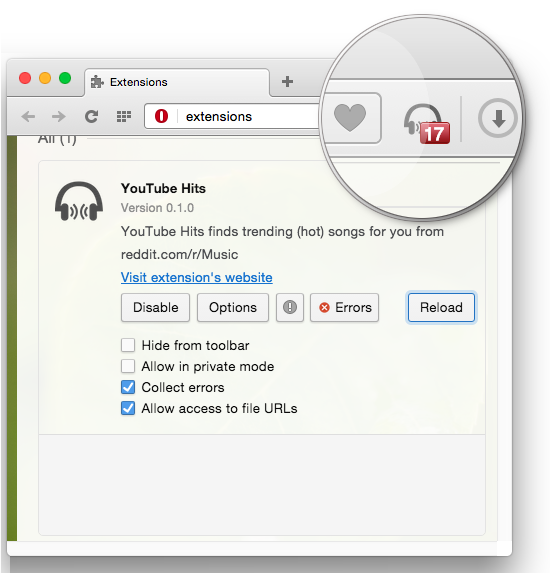 Extensions
extensions
17
All (1)
YouTube Hits
Version 0.1.0
YouTube Hits finds trending (hot) songs for you from
reddit.com/r/Music
Visit extension's website
Disable Options Errors Reload
Hide from toolbar
Allow in private mode
Collect errors
Allow access to file URLs